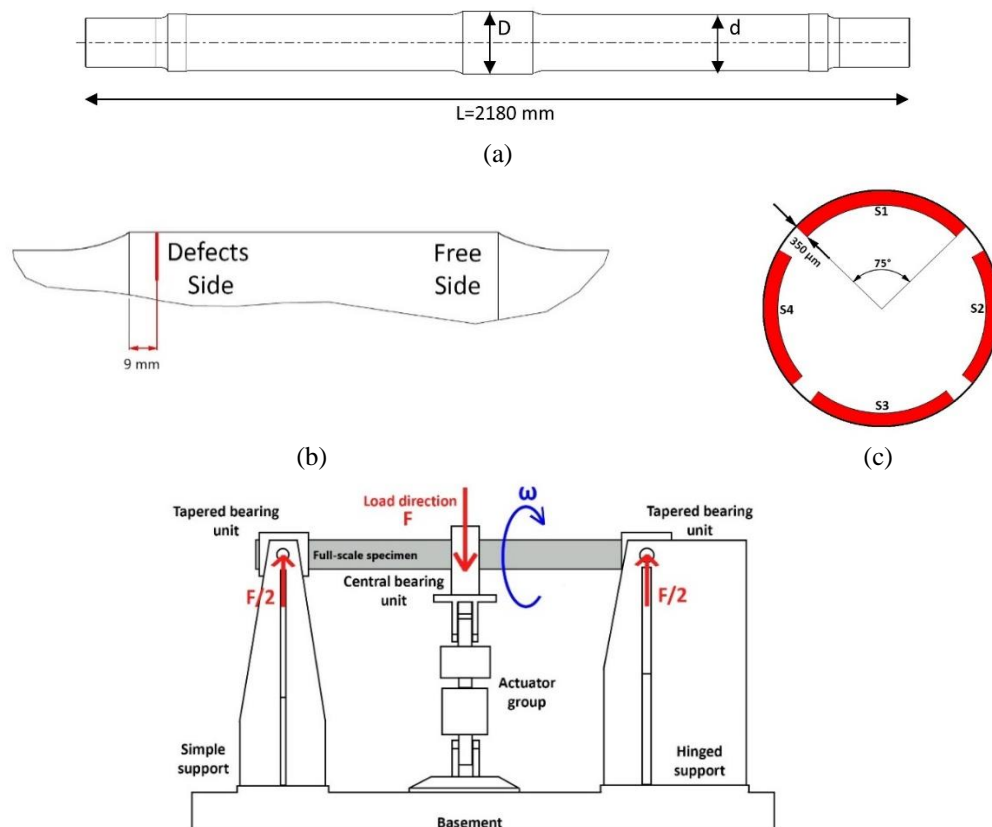 D
d
L=2180 mm
(a)
Defects
Side
Free
Side
9 mm
(b)
S1
350 µm
75°
S4
S2
S3
(c)
Load direction
F
ω
Tapered bearing
unit
Tapered bearing
unit
Full-scale specimen
Central bearing
unit
F/2
F/2
Actuator
group
Simple
support
Hinged
support
Basement